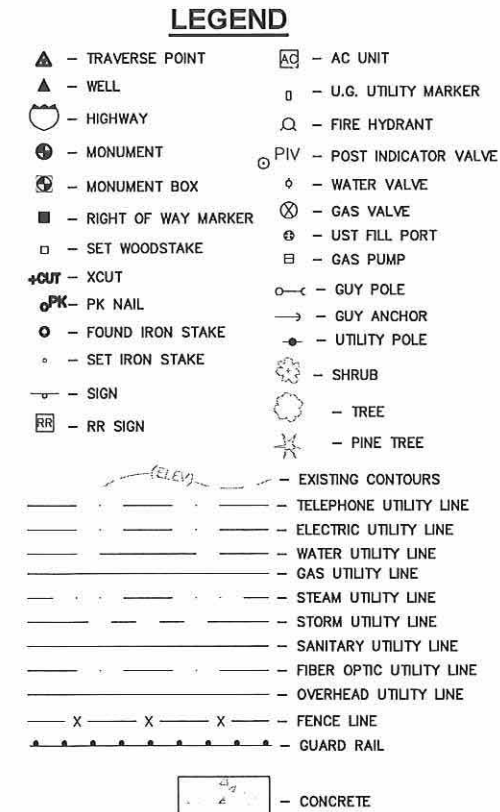 LEGEND
– TRAVERSE POINT
– WELL
– HIGHWAY
– MONUMENT
– MONUMENT BOX
– RIGHT OF WAY MARKER
– SET WOODSTAKE
+CUT – XCUT
PK – PK NAIL
– FOUND IRON STAKE
– SET IRON STAKE
– SIGN
RR – RR SIGN
AC – AC UNIT
– U.G. UTILITY MARKER
– FIRE HYDRANT
PIV – POST INDICATOR VALVE
– WATER VALVE
– GAS VALVE
– UST FILL PORT
– GAS PUMP
– GUY POLE
– GUY ANCHOR
– UTILITY POLE
– SHRUB
– TREE
– PINE TREE
(ELEV) – EXISTING CONTOURS
– TELEPHONE UTILITY LINE
– ELECTRIC UTILITY LINE
– WATER UTILITY LINE
– GAS UTILITY LINE
– STEAM UTILITY LINE
– STORM UTILITY LINE
– SANITARY UTILITY LINE
– FIBER OPTIC UTILITY LINE
– OVERHEAD UTILITY LINE
X X X – FENCE LINE
– GUARD RAIL
– CONCRETE